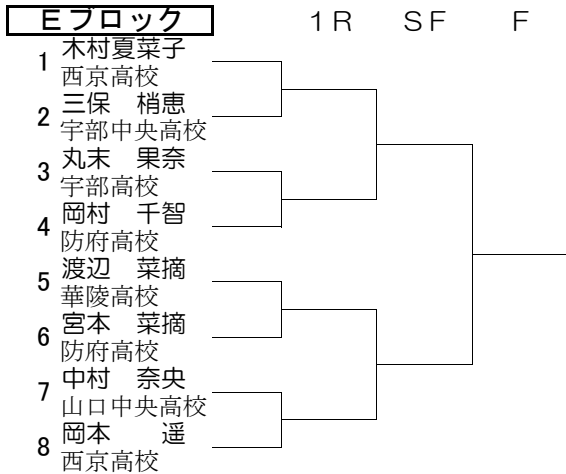 Eブロック 1R SF F
1 木村夏菜子
西京高校
2 三保 梢恵
宇部中央高校
3 丸末 果奈
宇部高校
4 岡村 千智
防府高校
5 渡辺 菜摘
華陵高校
6 宮本 菜摘
防府高校
7 中村 奈央
山口中央高校
8 岡本 遥
西京高校